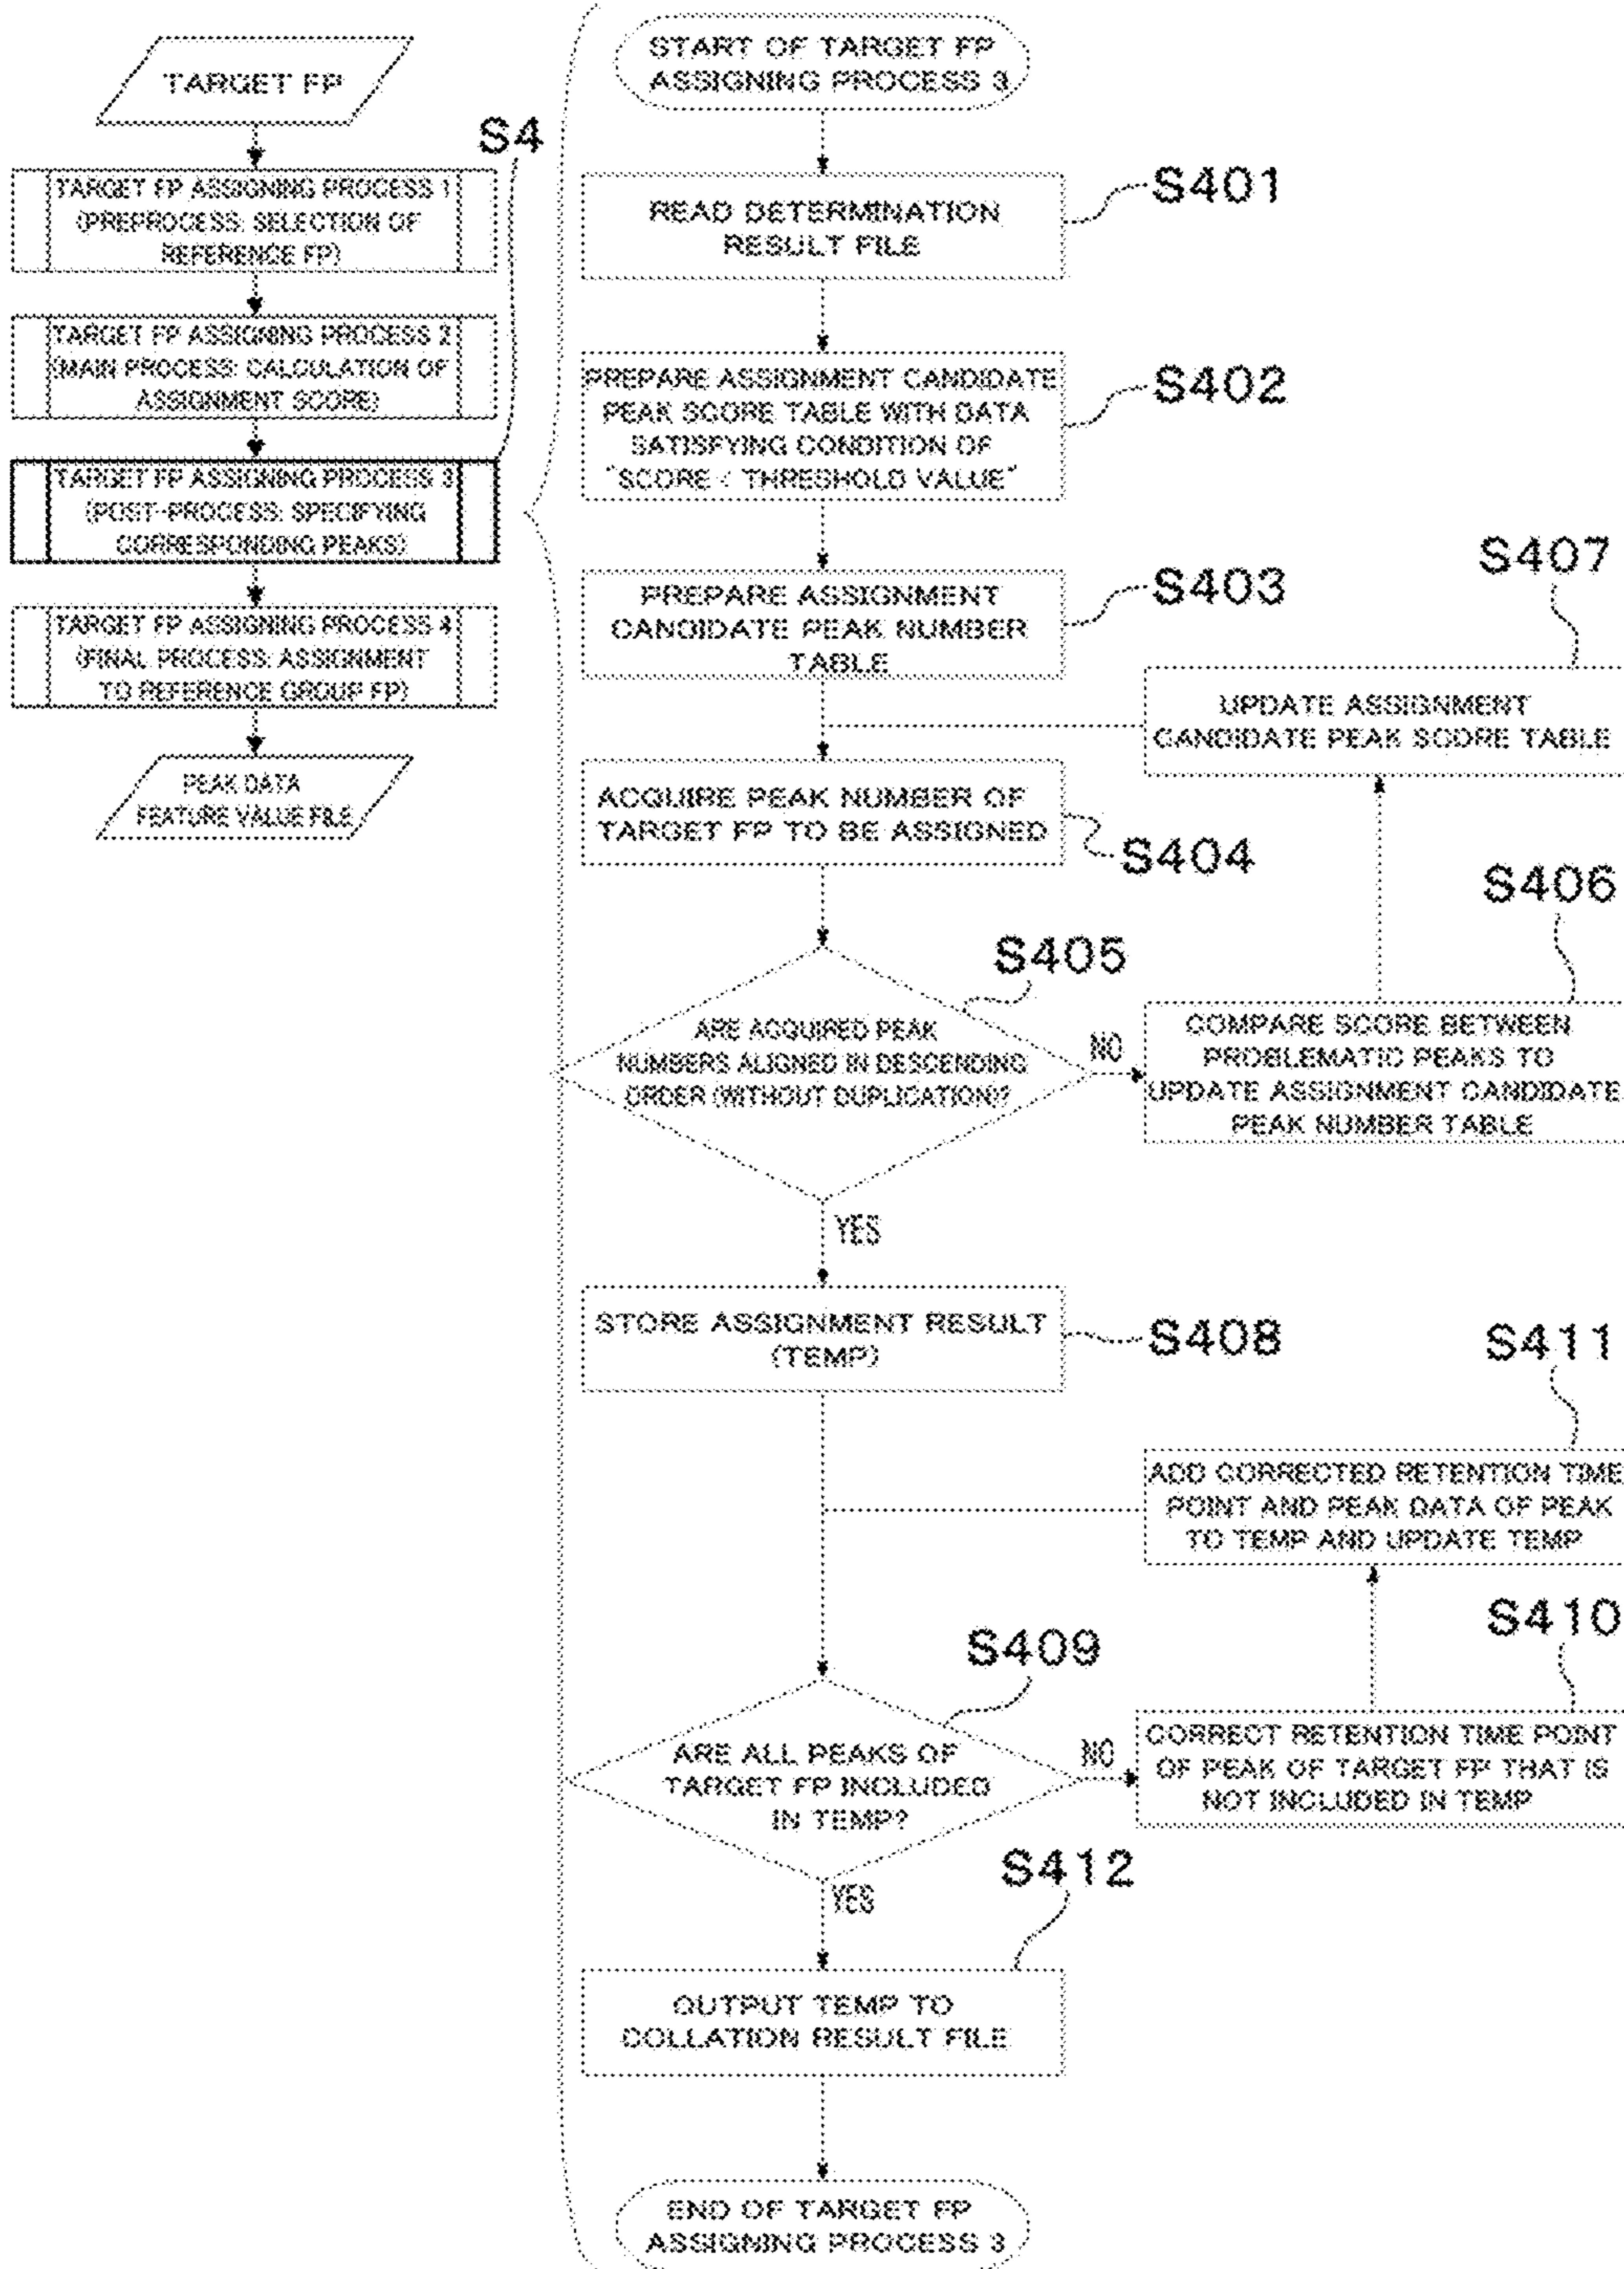 TARGET FP
S4
TARGET FP ASSIGNING PROCESS 1
(PREPROCESS: SELECTION OF
REFERENCE FP)
TARGET FP ASSIGNING PROCESS 2
(MAIN PROCESS: CALCULATION OF
ASSIGNMENT SCORE)
TARGET FP ASSIGNING PROCESS 3
(POST-PROCESS: SPECIFYING
CORRESPONDING PEAKS)
TARGET FP ASSIGNING PROCESS 4
(FINAL PROCESS: ASSIGNMENT
TO REFERENCE GROUP FP)
PEAK DATA
FEATURE VALUE FILE
START OF TARGET FP
ASSIGNING PROCESS 3
READ DETERMINATION
RESULT FILE
S401
PREPARE ASSIGNMENT CANDIDATE
PEAK SCORE TABLE WITH DATA
SATISFYING CONDITION OF
"SCORE < THRESHOLD VALUE"
S402
PREPARE ASSIGNMENT
CANDIDATE PEAK NUMBER
TABLE
S403
S407
UPDATE ASSIGNMENT
CANDIDATE PEAK SCORE TABLE
ACQUIRE PEAK NUMBER OF
TARGET FP TO BE ASSIGNED
S404
S406
COMPARE SCORE BETWEEN
PROBLEMATIC PEAKS TO
UPDATE ASSIGNMENT CANDIDATE
PEAK NUMBER TABLE
S405
ARE ACQUIRED PEAK
NUMBERS ALIGNED IN DESCENDING
ORDER (WITHOUT DUPLICATION)?
NO
YES
STORE ASSIGNMENT RESULT
(TEMP)
S408
S411
ADD CORRECTED RETENTION TIME
POINT AND PEAK DATA OF PEAK
TO TEMP AND UPDATE TEMP
S410
CORRECT RETENTION TIME POINT
OF PEAK OF TARGET FP THAT IS
NOT INCLUDED IN TEMP
S409
ARE ALL PEAKS OF
TARGET FP INCLUDED
IN TEMP?
NO
YES
S412
OUTPUT TEMP TO
COLLATION RESULT FILE
END OF TARGET FP
ASSIGNING PROCESS 3